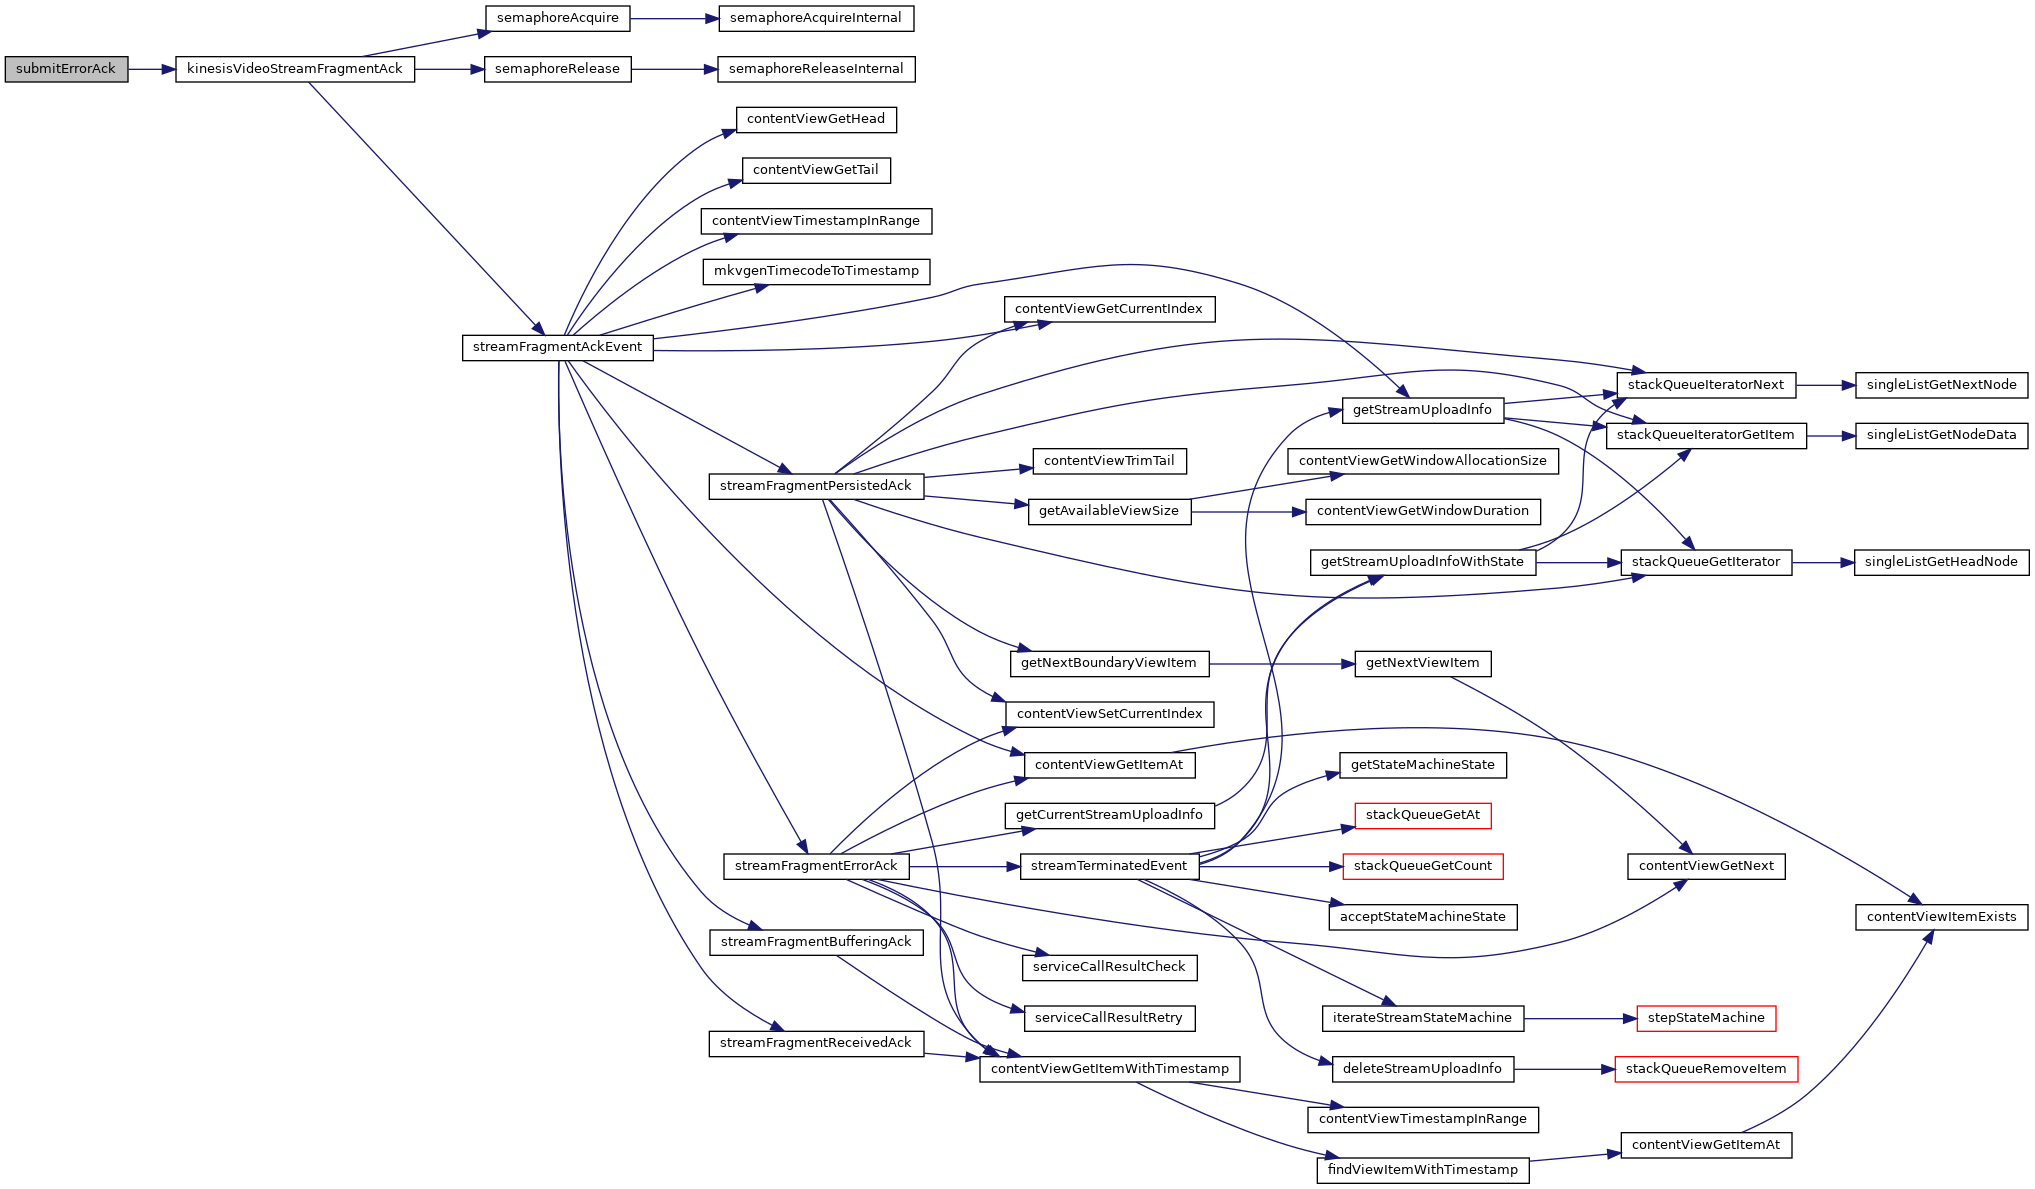 semaphoreAcquire
semaphoreAcquireInternal
submitErrorAck
kinesisVideoStreamFragmentAck
semaphoreRelease
semaphoreReleaseInternal
contentViewGetHead
contentViewGetTail
contentViewTimestampInRange
mkvgenTimecodeToTimestamp
contentViewGetCurrentIndex
streamFragmentAckEvent
stackQueueIteratorNext
singleListGetNextNode
getStreamUploadInfo
stackQueueIteratorGetItem
singleListGetNodeData
contentViewTrimTail
contentViewGetWindowAllocationSize
streamFragmentPersistedAck
getAvailableViewSize
contentViewGetWindowDuration
getStreamUploadInfoWithState
stackQueueGetIterator
singleListGetHeadNode
getNextBoundaryViewItem
getNextViewItem
contentViewSetCurrentIndex
contentViewGetItemAt
getStateMachineState
getCurrentStreamUploadInfo
stackQueueGetAt
streamFragmentErrorAck
streamTerminatedEvent
stackQueueGetCount
contentViewGetNext
acceptStateMachineState
contentViewItemExists
streamFragmentBufferingAck
serviceCallResultCheck
serviceCallResultRetry
iterateStreamStateMachine
stepStateMachine
streamFragmentReceivedAck
contentViewGetItemWithTimestamp
deleteStreamUploadInfo
stackQueueRemoveItem
contentViewTimestampInRange
contentViewGetItemAt
findViewItemWithTimestamp